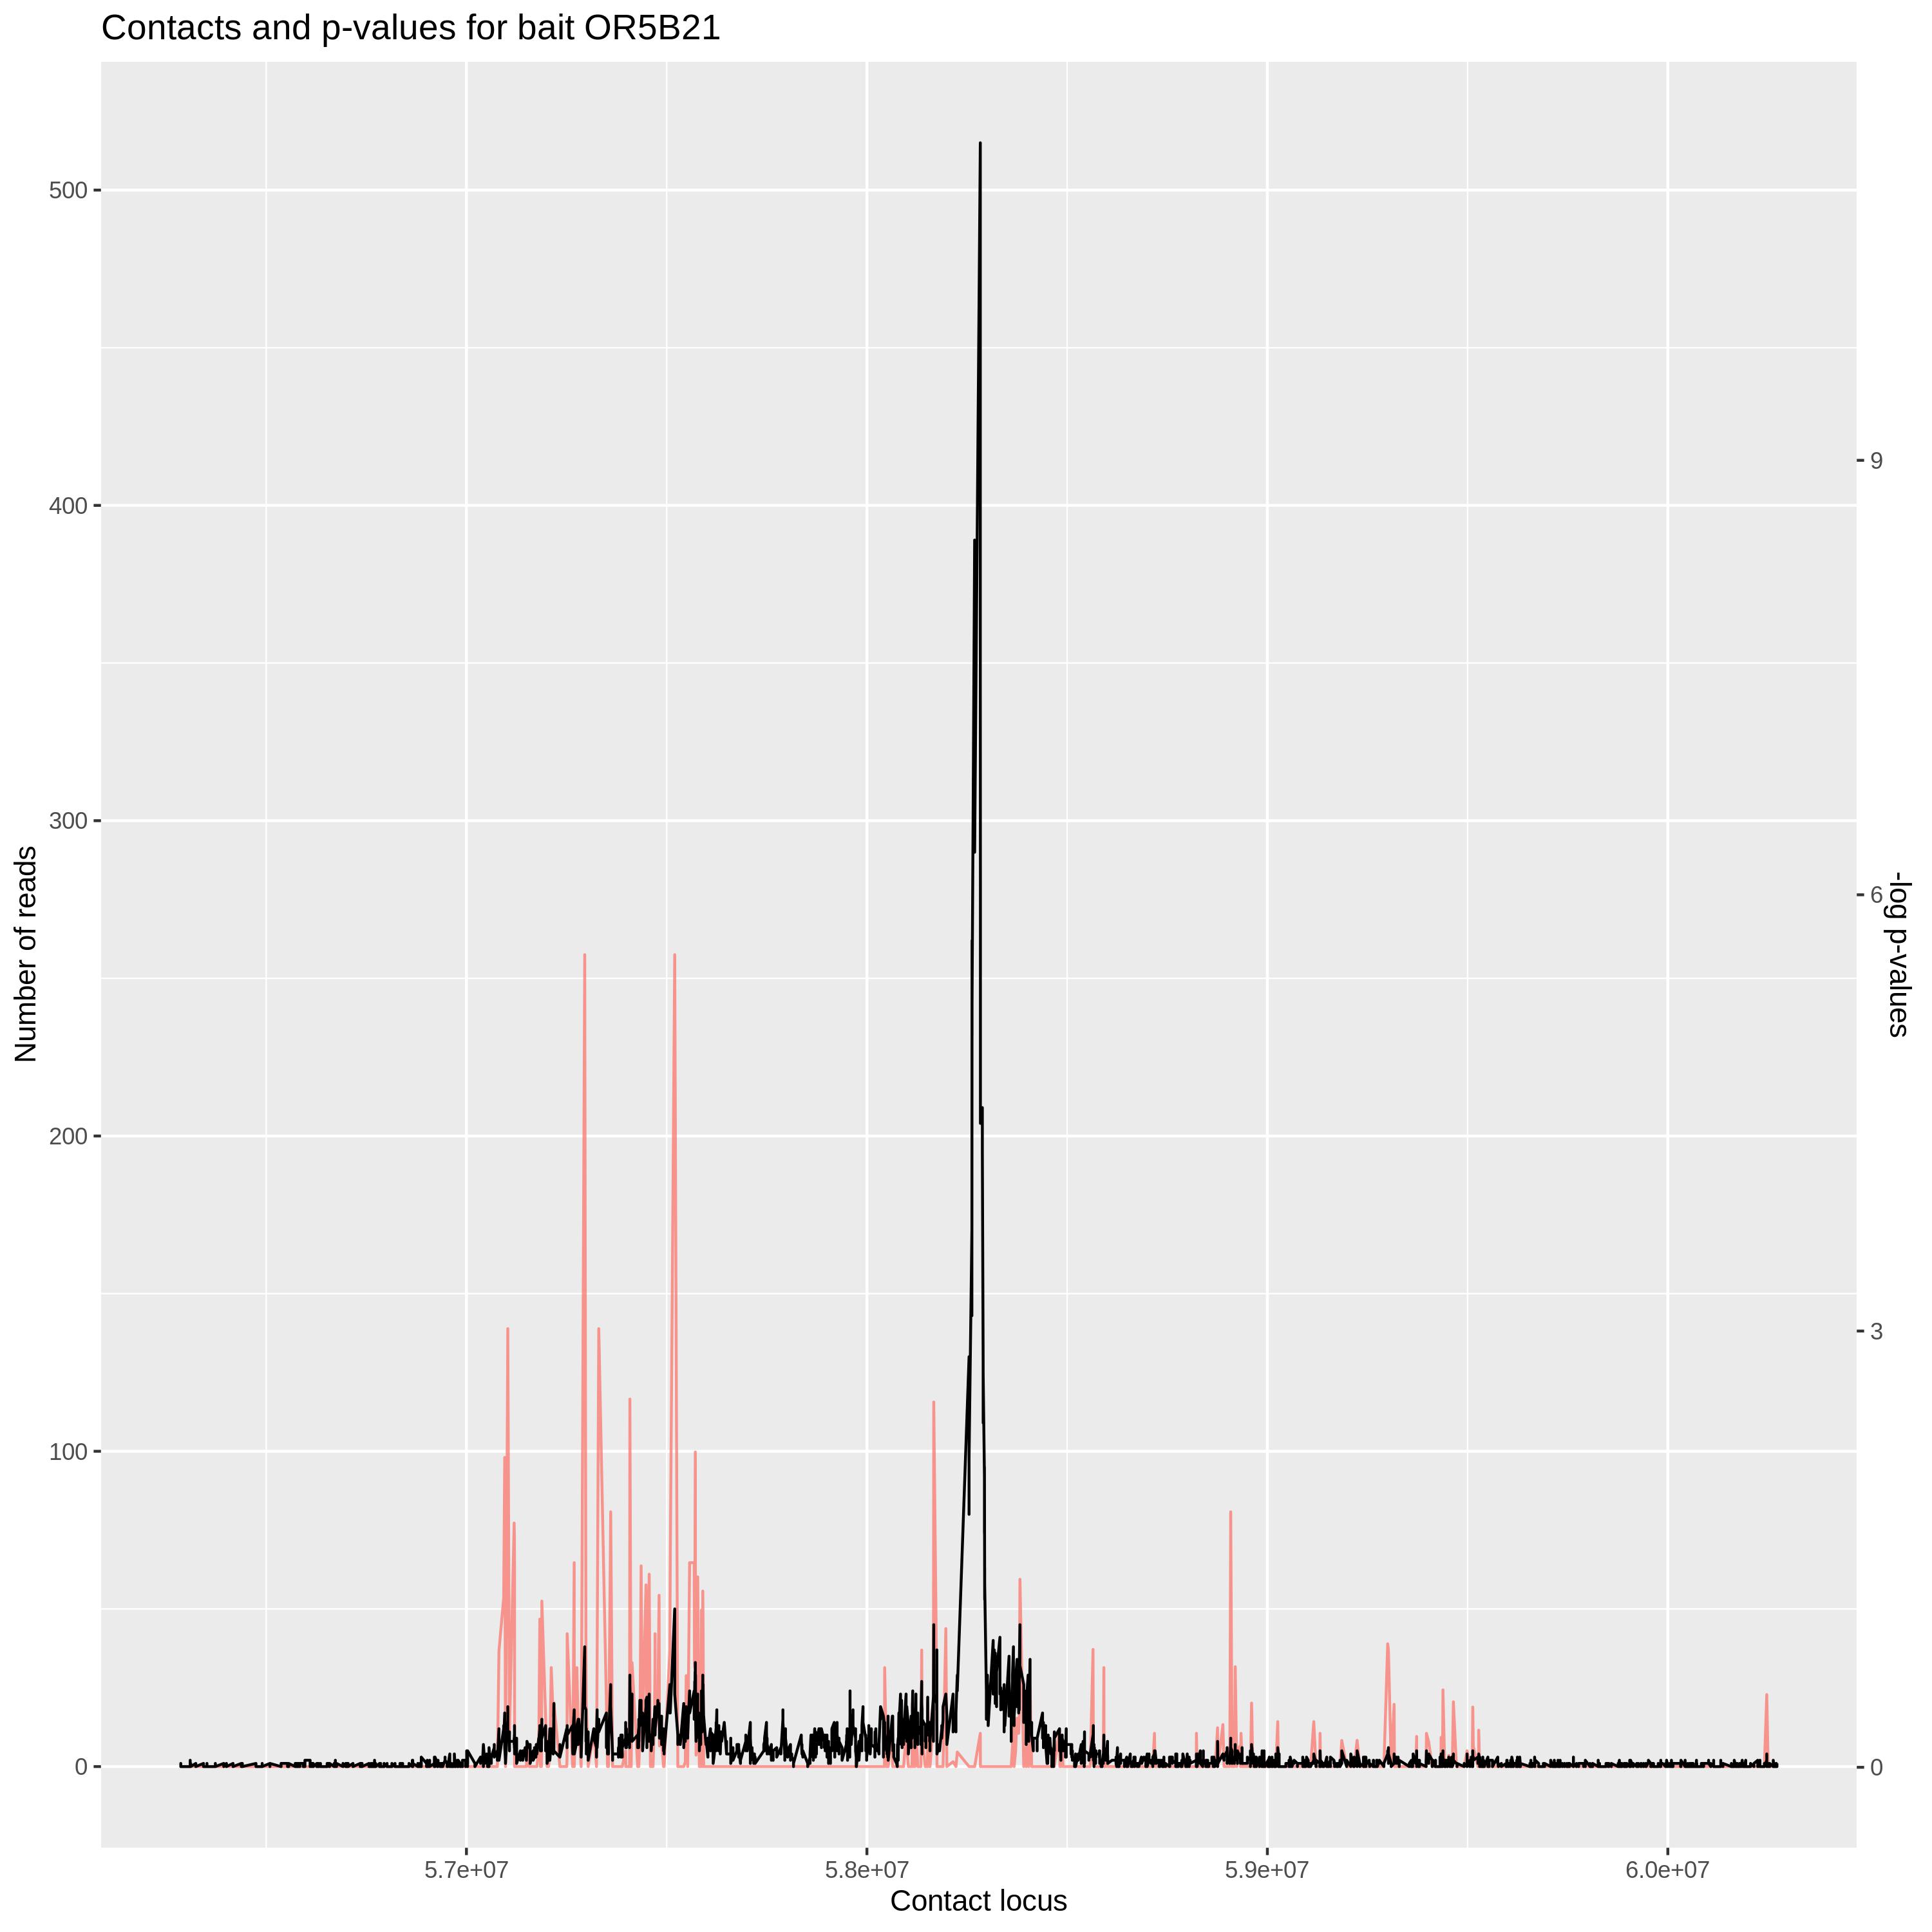 Contacts and p-values for bait OR5B21
500
400
300
200
100
0
Number of reads
9
6
3
0
-log p-values
5.7e+07
5.8e+07
5.9e+07
6.0e+07
Contact locus